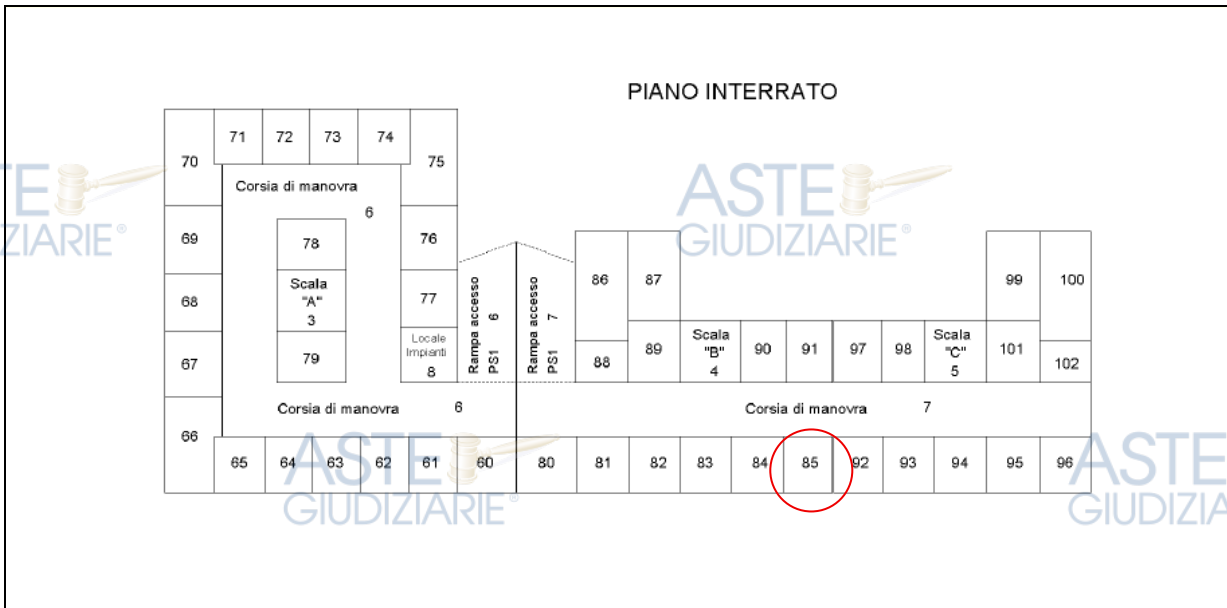 PIANO INTERRATO
70 71 72 73 74 75
Corsia di manovra
6
69 78 76
68 Scala "A" 3 77
67 79 Locale Impianti 8
Rampa accesso 6
PS1
Rampa accesso 7
PS1
86 87 99 100
88 89 Scala "B" 4 90 91 97 98 Scala "C" 5 101 102
Corsia di manovra 6
Corsia di manovra 7
66 65 64 63 62 61 60 80 81 82 83 84 85 92 93 94 95 96
ASTE
GIUDIZIARIE®
TE
ZIARIE®
ASTE
GIUDIZIARIE®
ASTE
GIUDIZIA